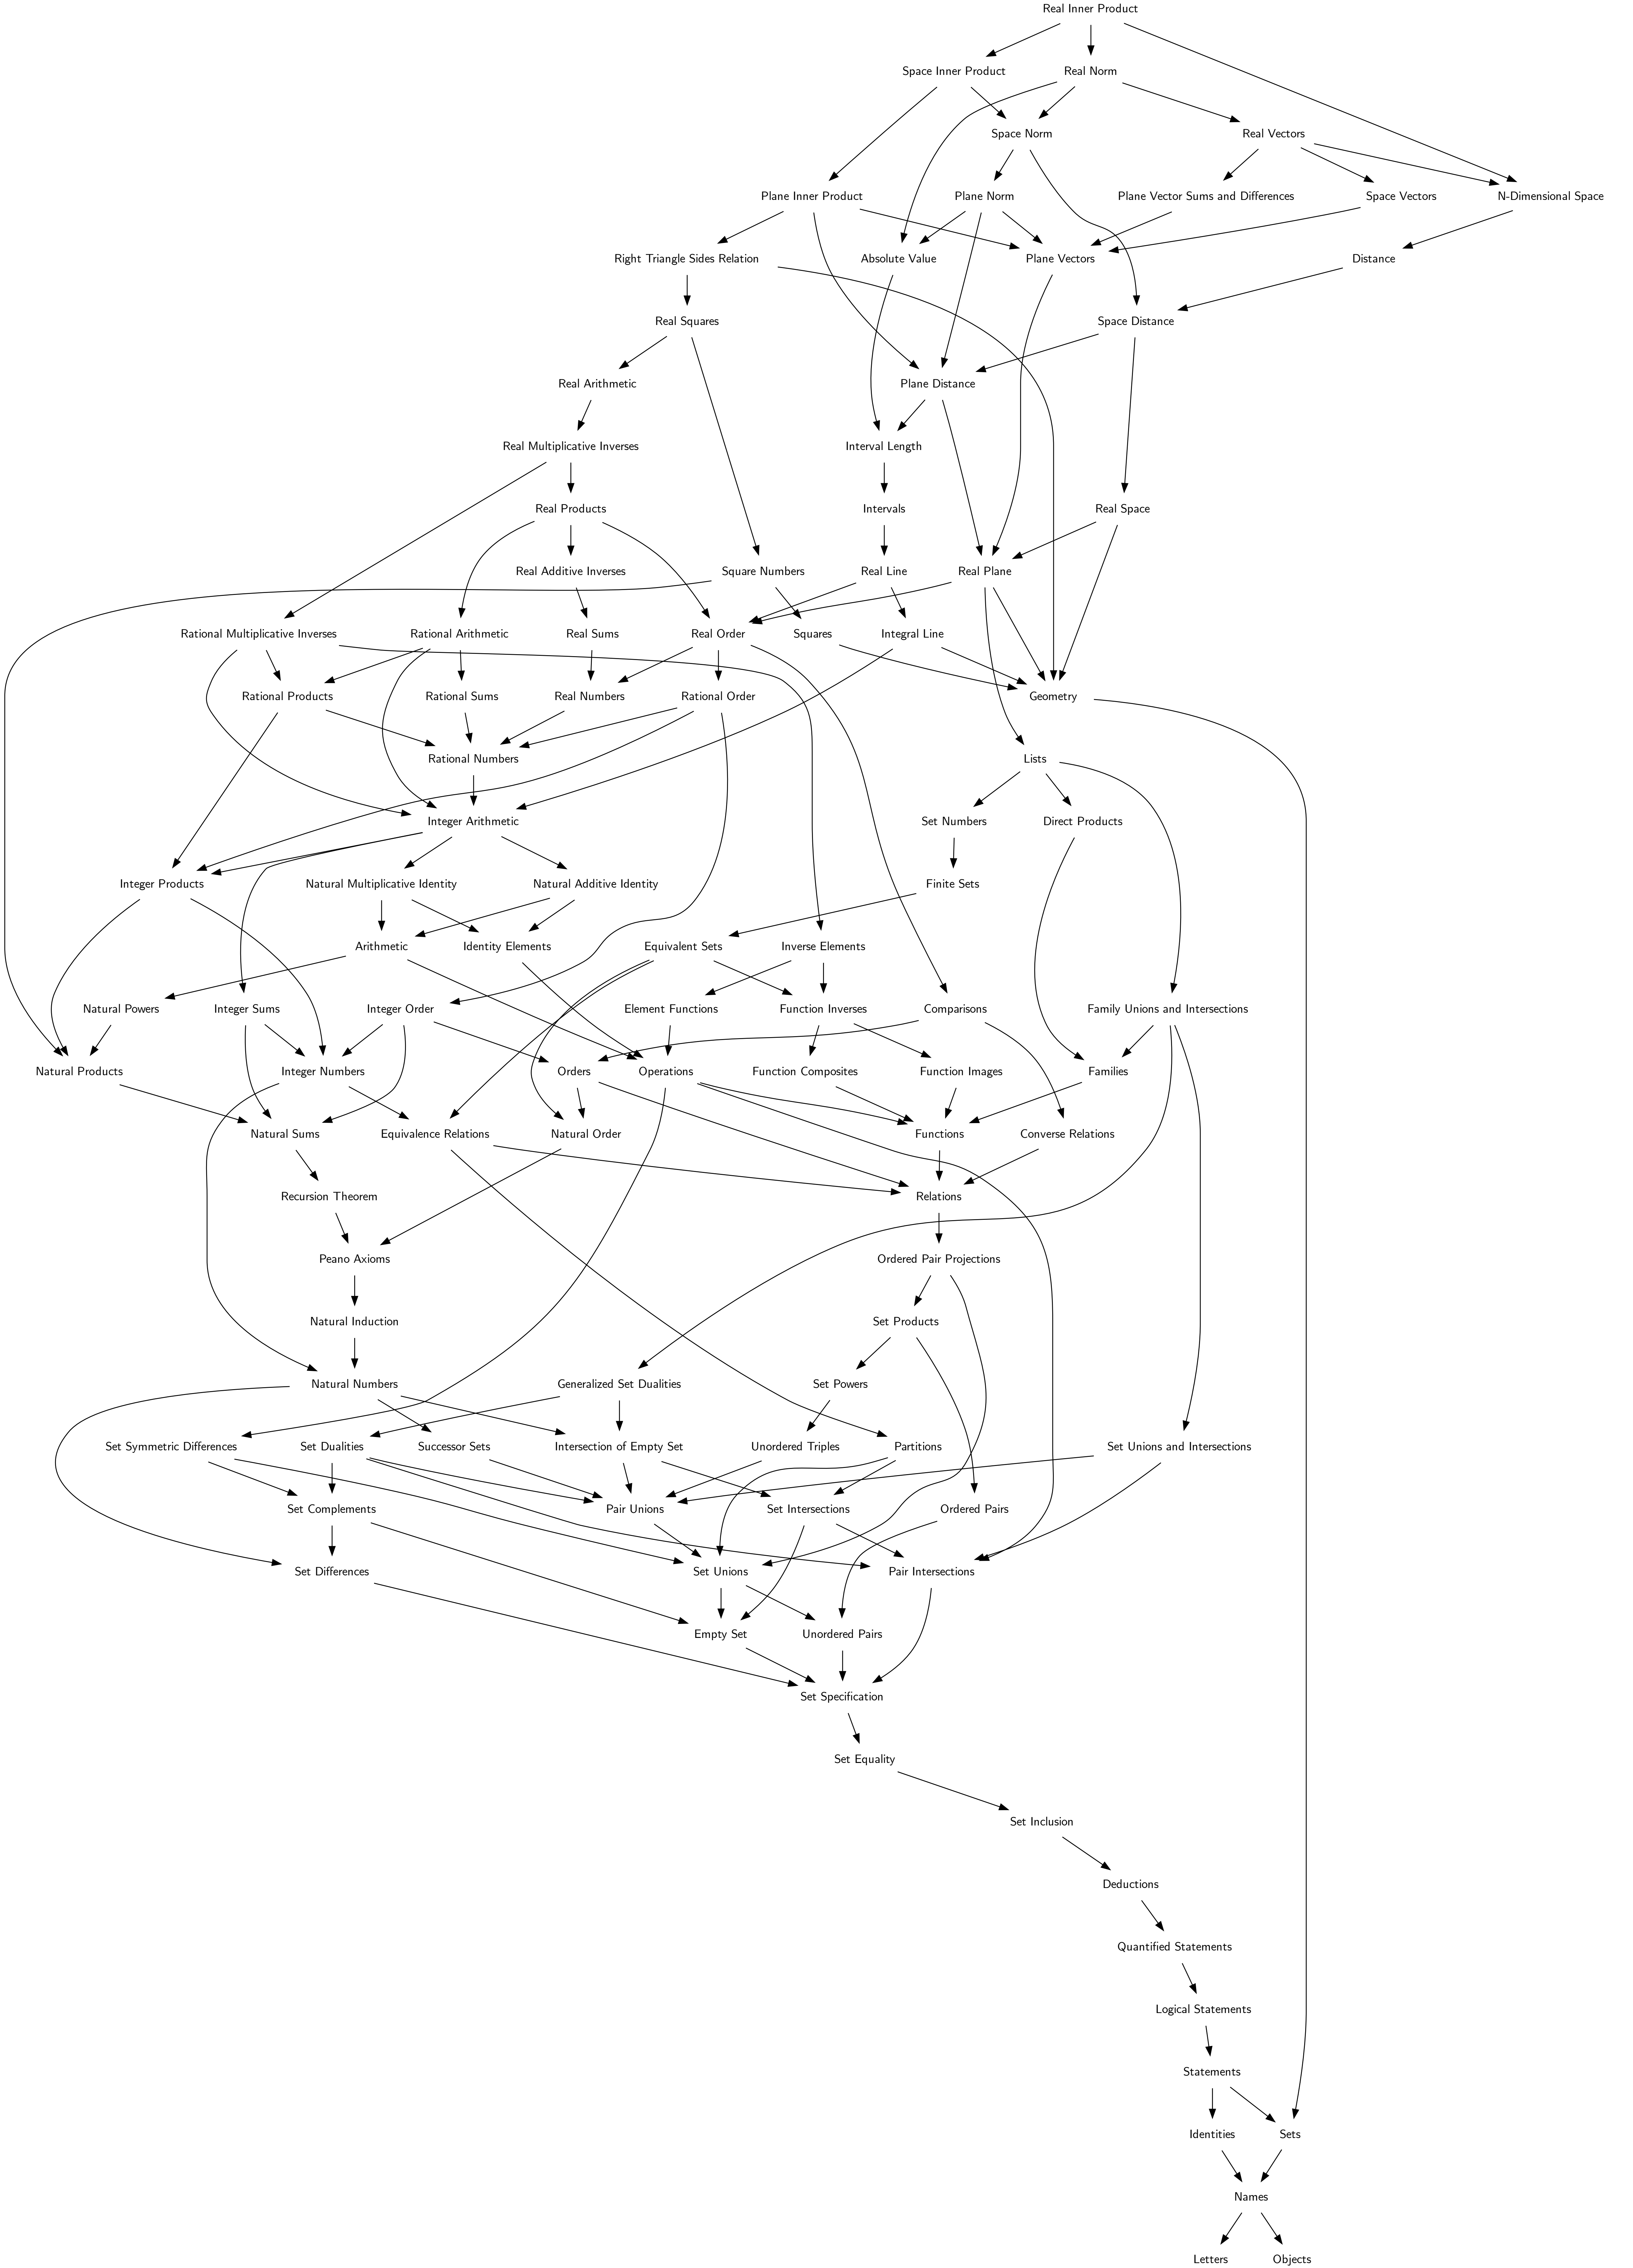 Real Inner Product
Space Inner Product
Real Norm
Space Norm
Real Vectors
Plane Inner Product
Plane Norm
Plane Vector Sums and Differences
Space Vectors
N-Dimensional Space
Right Triangle Sides Relation
Absolute Value
Plane Vectors
Distance
Real Squares
Space Distance
Real Arithmetic
Plane Distance
Real Multiplicative Inverses
Interval Length
Real Products
Intervals
Real Space
Real Additive Inverses
Square Numbers
Real Line
Real Plane
Rational Multiplicative Inverses
Rational Arithmetic
Real Sums
Real Order
Squares
Integral Line
Rational Products
Rational Sums
Real Numbers
Rational Order
Geometry
Rational Numbers
Lists
Integer Arithmetic
Set Numbers
Direct Products
Integer Products
Natural Multiplicative Identity
Natural Additive Identity
Finite Sets
Arithmetic
Identity Elements
Equivalent Sets
Inverse Elements
Natural Powers
Integer Sums
Integer Order
Element Functions
Function Inverses
Comparisons
Family Unions and Intersections
Natural Products
Integer Numbers
Orders
Operations
Function Composites
Function Images
Families
Natural Sums
Equivalence Relations
Natural Order
Functions
Converse Relations
Recursion Theorem
Relations
Peano Axioms
Ordered Pair Projections
Natural Induction
Set Products
Natural Numbers
Generalized Set Dualities
Set Powers
Set Symmetric Differences
Set Dualities
Successor Sets
Intersection of Empty Set
Unordered Triples
Partitions
Set Unions and Intersections
Set Complements
Pair Unions
Set Intersections
Ordered Pairs
Set Differences
Set Unions
Pair Intersections
Empty Set
Unordered Pairs
Set Specification
Set Equality
Set Inclusion
Deductions
Quantified Statements
Logical Statements
Statements
Identities
Sets
Names
Letters
Objects